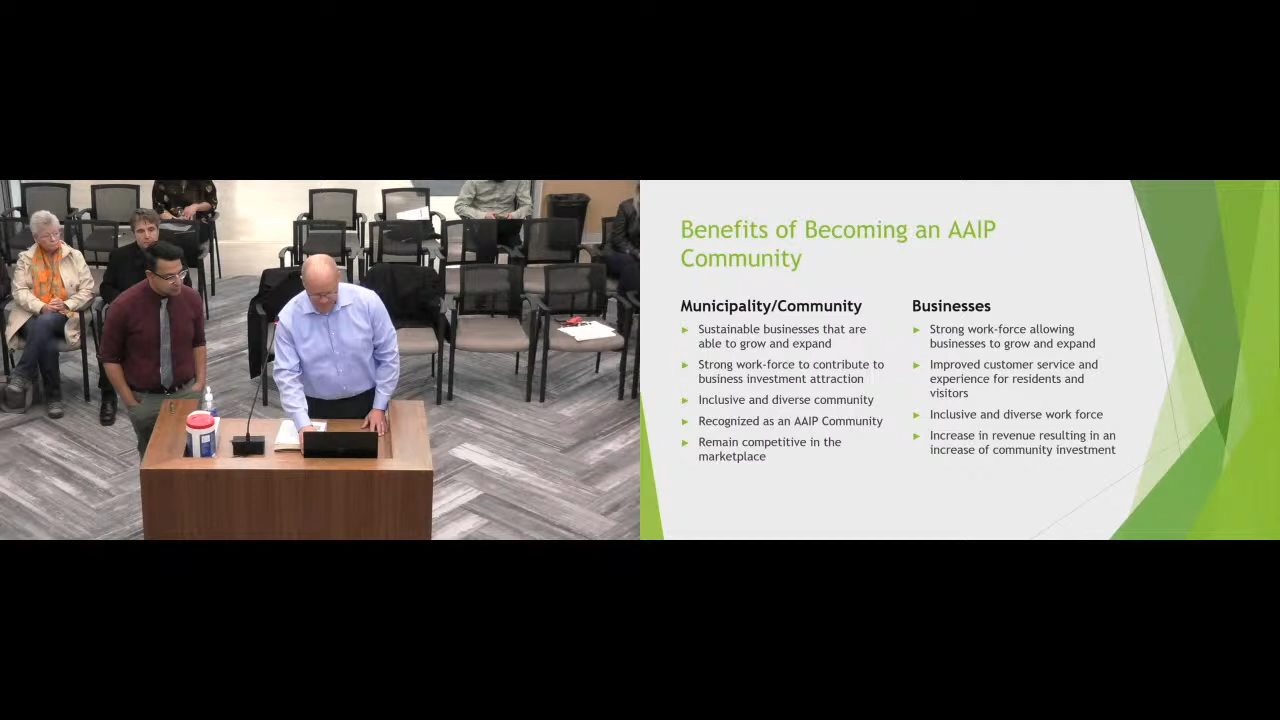 Benefits of Becoming an AAIP
Community
Municipality/Community
Sustainable businesses that are
able to grow and expand
Strong work-force to contribute to
business investment attraction
Inclusive and diverse community
Recognized as an AAIP Community
Remain competitive in the
marketplace
Businesses
Strong work-force allowing
businesses to grow and expand
Improved customer service and
experience for residents and
visitors
Inclusive and diverse work force
Increase in revenue resulting in an
increase of community investment